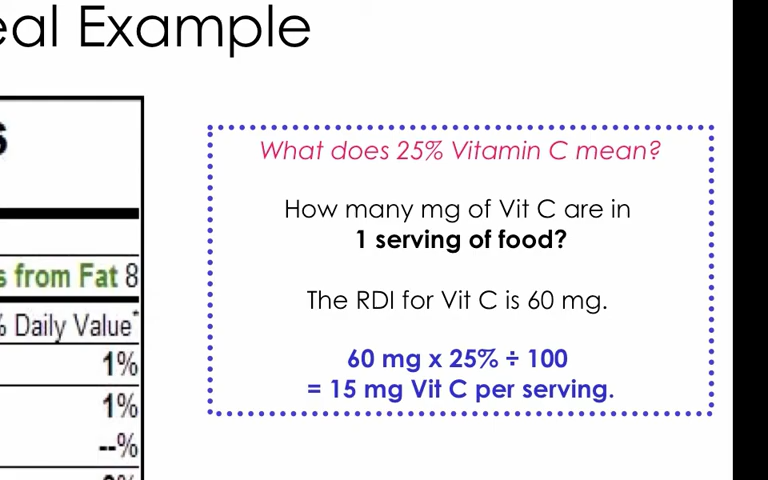 eal Example
What does 25% Vitamin C mean?
How many mg of Vit C are in
1 serving of food?
The RDI for Vit C is 60 mg.
60 mg x 25% ÷ 100
= 15 mg Vit C per serving.
s from Fat 8
% Daily Value*
1%
1%
--%